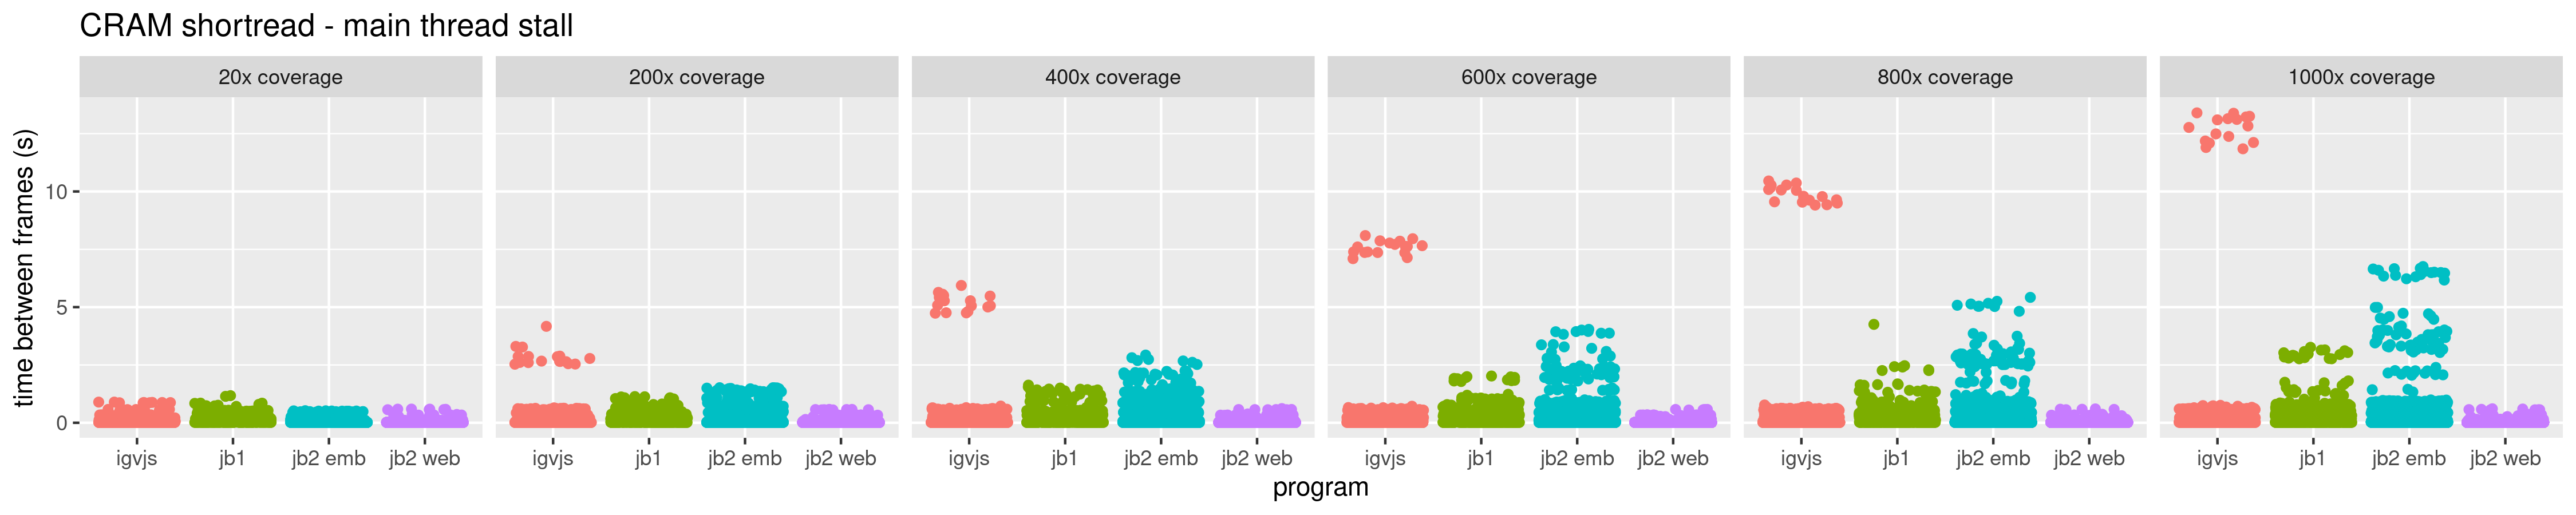 CRAM shortread - main thread stall
20x coverage 200x coverage 400x coverage 600x coverage 800x coverage 1000x coverage
time between frames (s)
10
5
0
igvjs jb1 jb2 emb jb2 web igvjs jb1 jb2 emb jb2 web igvjs jb1 jb2 emb jb2 web igvjs jb1 jb2 emb jb2 web igvjs jb1 jb2 emb jb2 web igvjs jb1 jb2 emb jb2 web
program